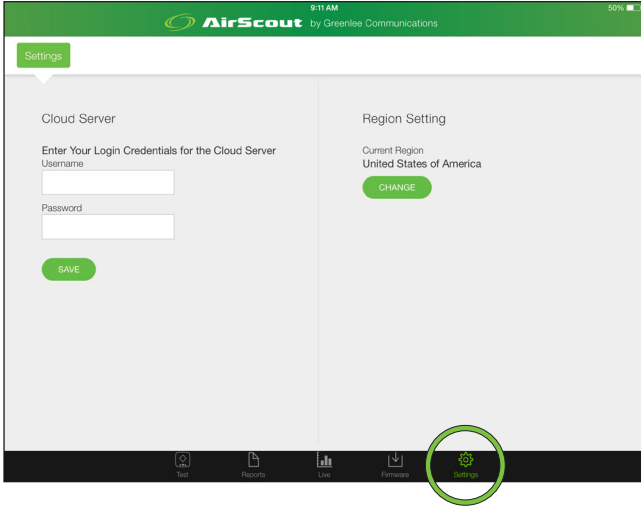 9:11 AM
50%
AirScout by Greenlee Communications
Settings
Cloud Server
Enter Your Login Credentials for the Cloud Server
Username
Password
SAVE
Region Setting
Current Region
United States of America
CHANGE
Test
Reports
Live
Firmware
Settings